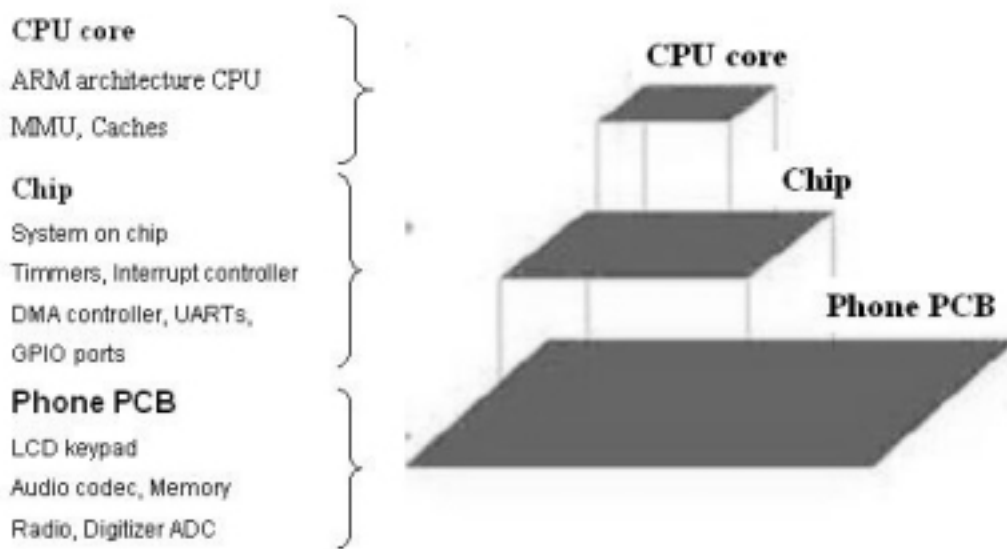 CPU core
ARM architecture CPU
MMU, Caches
Chip
System on chip
Timmers, Interrupt controller
DMA controller, UARTs,
GPIO ports
Phone PCB
LCD keypad
Audio codec, Memory
Radio, Digitizer ADC
CPU core
Chip
Phone PCB